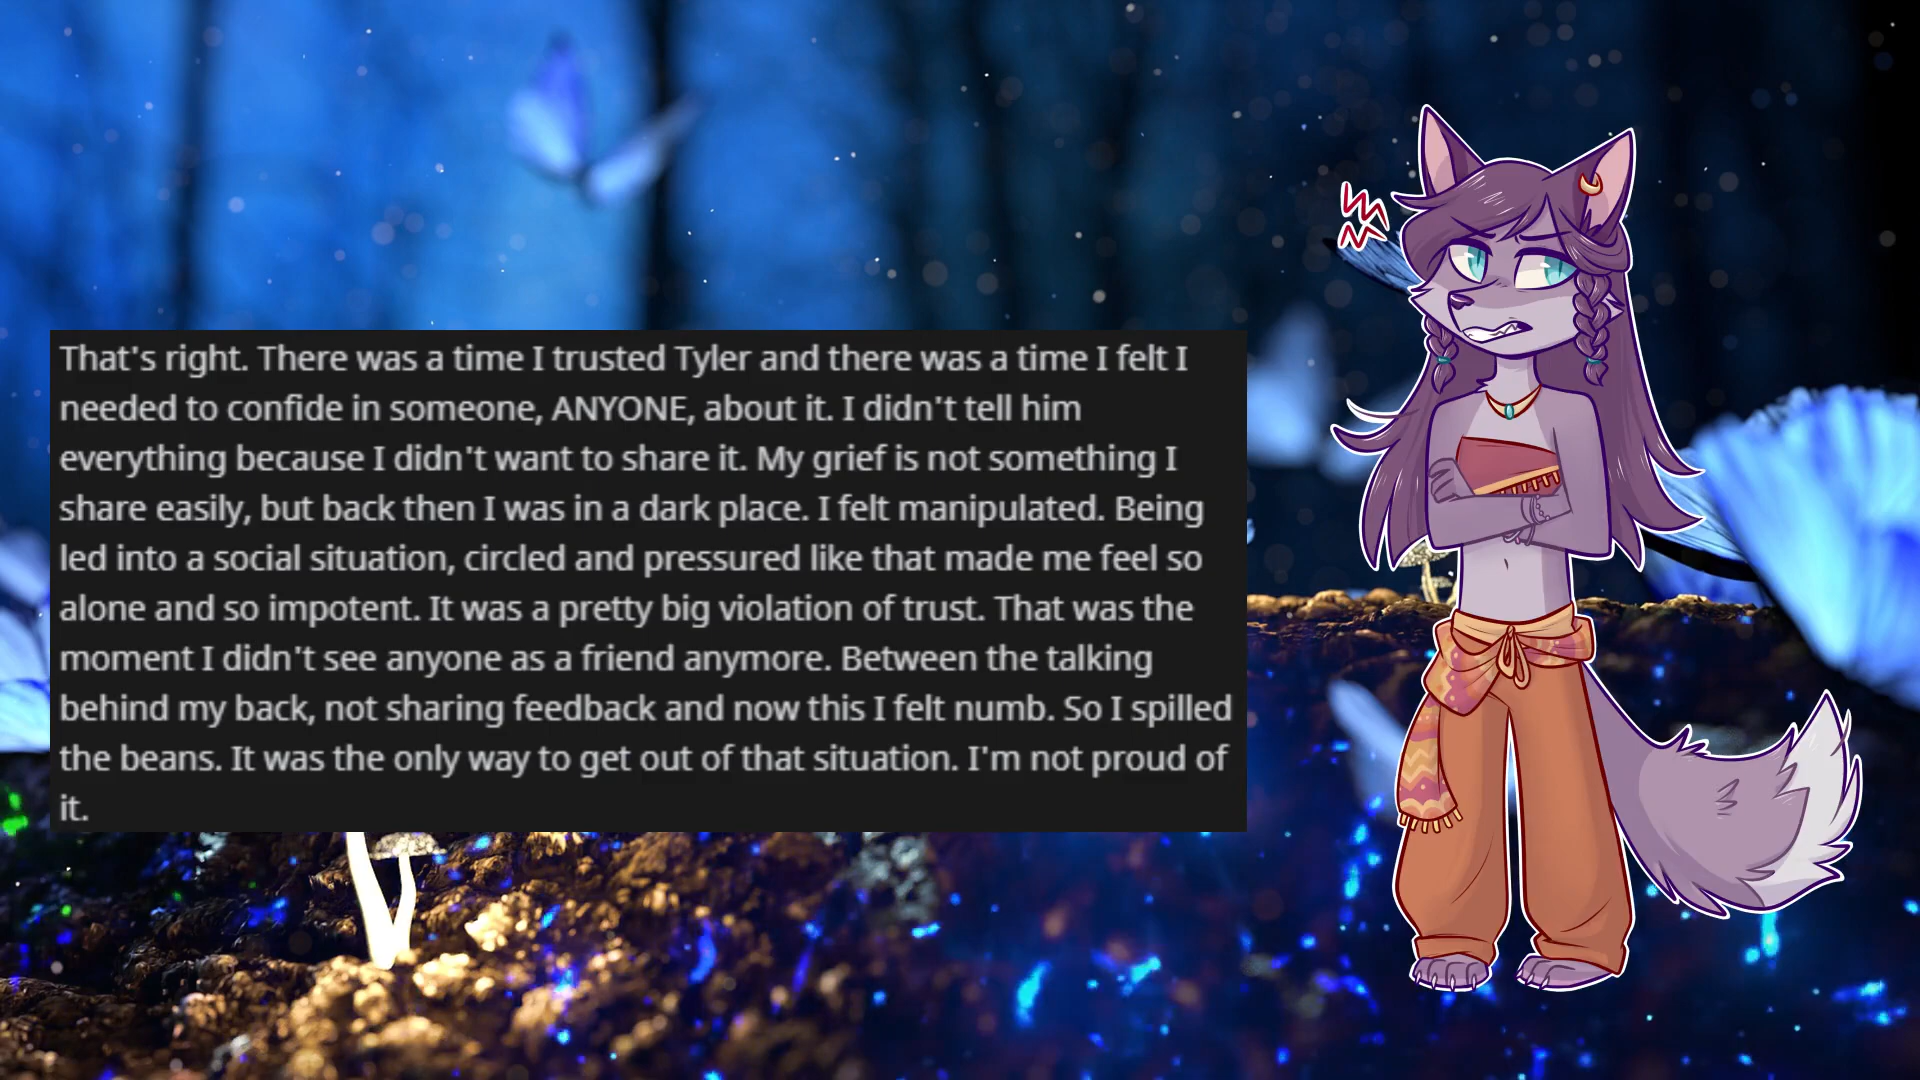 That's right. There was a time I trusted Tyler and there was a time I felt I
needed to confide in someone, ANYONE, about it. I didn't tell him
everything because I didn't want to share it. My grief is not something I
share easily, but back then I was in a dark place. I felt manipulated. Being
led into a social situation, circled and pressured like that made me feel so
alone and so impotent. It was a pretty big violation of trust. That was the
moment I didn't see anyone as a friend anymore. Between the talking
behind my back, not sharing feedback and now this I felt numb. So I spilled
the beans. It was the only way to get out of that situation. I'm not proud of
it.